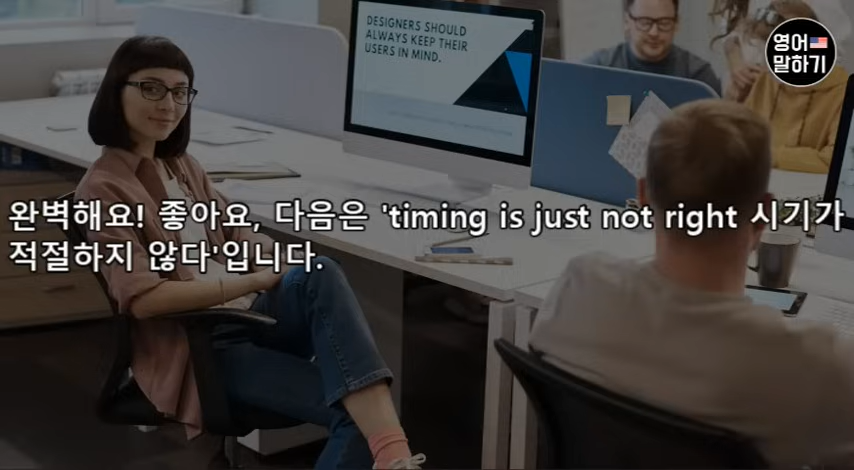 DESIGNERS SHOULD
ALWAYS KEEP THEIR
USERS IN MIND.
영어
말하기
완벽해요! 좋아요, 다음은 'timing is just not right 시기가
적절하지 않다'입니다.